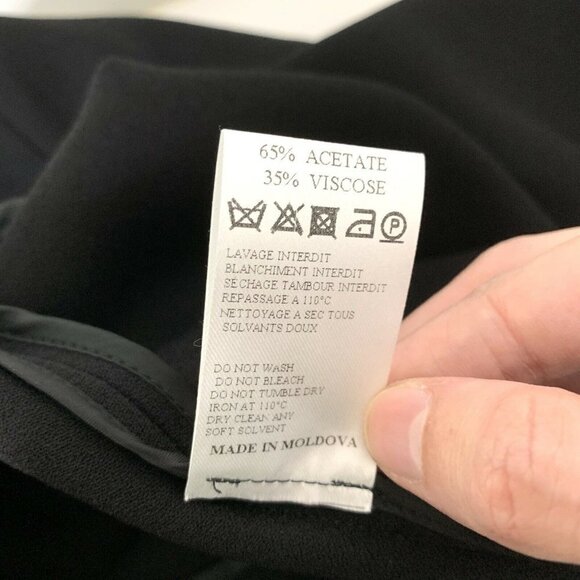 65% ACETATE
35% VISCOSE
P
LAVAGE INTERDIT
BLANCHIMENT INTERDIT
SECHAGE TAMBOUR INTERDIT
REPASSAGE A 110°C
NETTOYAGE A SEC TOUS
SOLVANTS DOUX
DO NOT WASH
DO NOT BLEACH
DO NOT TUMBLE DRY
IRON AT 110°C
DRY CLEAN ANY
SOFT SOLVENT
MADE IN MOLDOVA